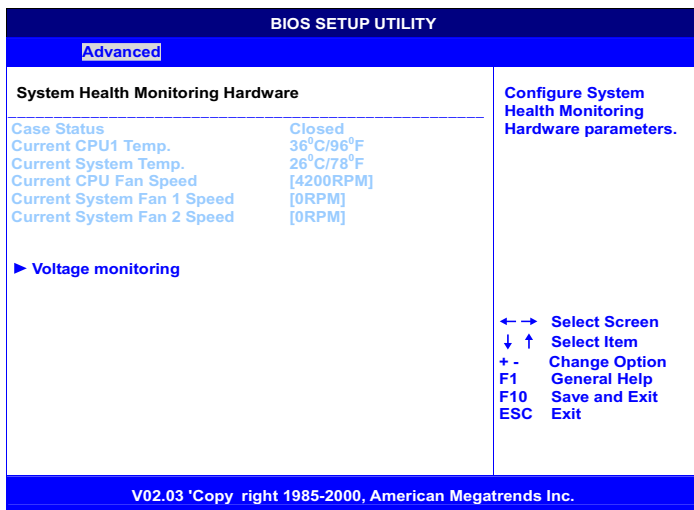 BIOS SETUP UTILITY
Advanced
System Health Monitoring Hardware
Case Status Closed
Current CPU1 Temp. 36⁰C/96⁰F
Current System Temp. 26⁰C/78⁰F
Current CPU Fan Speed [4200RPM]
Current System Fan 1 Speed [0RPM]
Current System Fan 2 Speed [0RPM]
► Voltage monitoring
Configure System
Health Monitoring
Hardware parameters.
←→ Select Screen
↓ ↑ Select Item
+ - Change Option
F1 General Help
F10 Save and Exit
ESC Exit
V02.03 'Copy right 1985-2000, American Megatrends Inc.